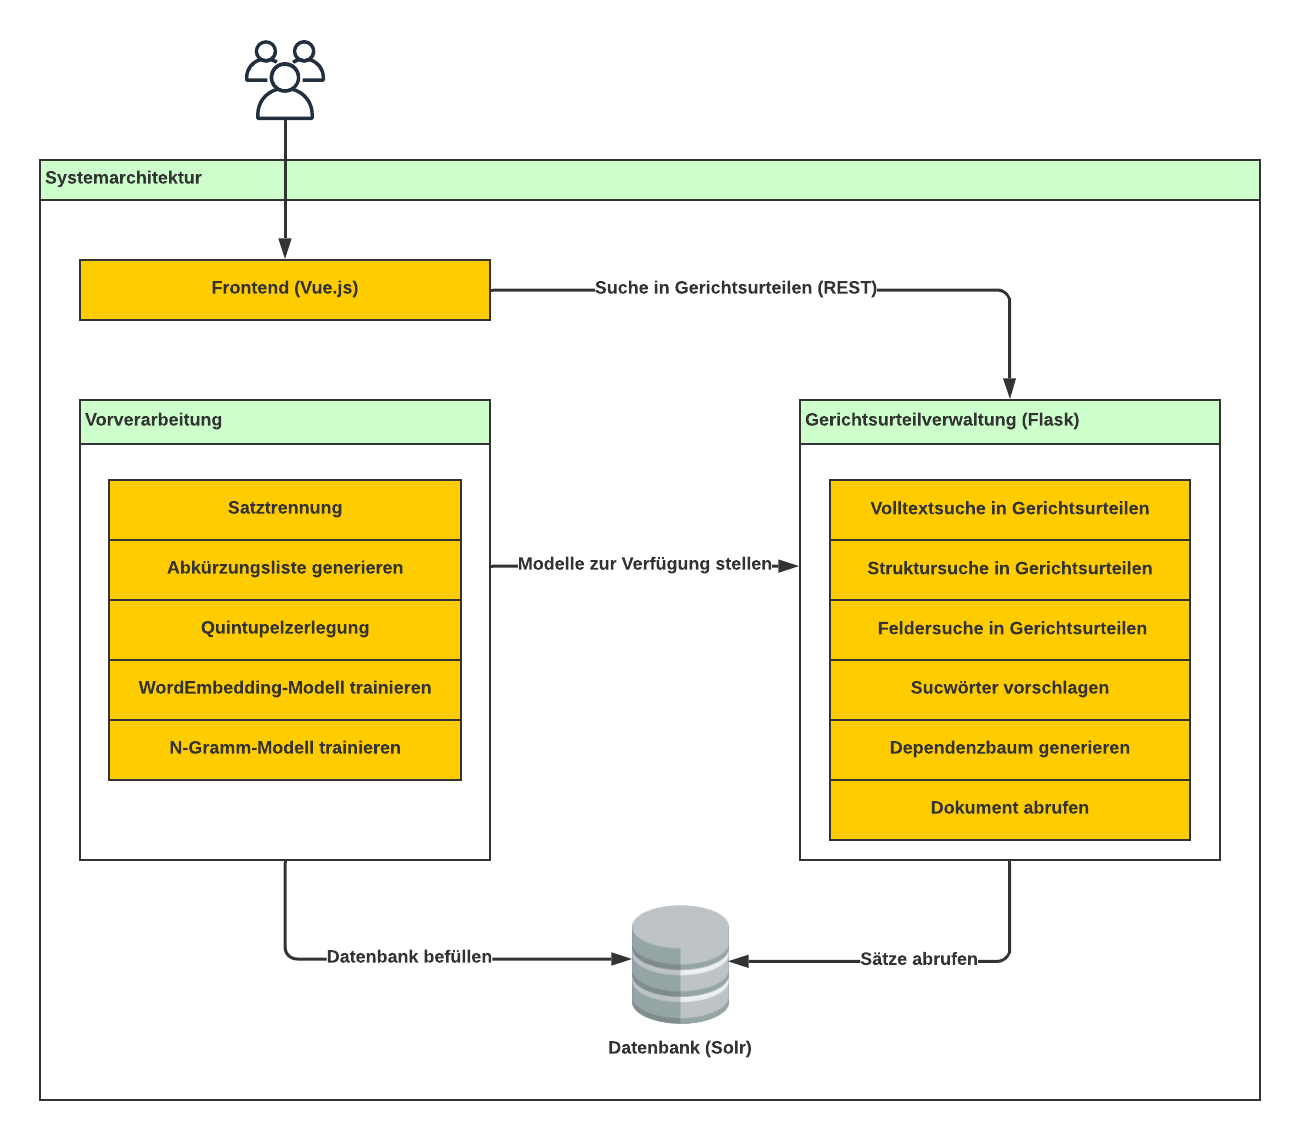 Systemarchitektur
Frontend (Vue.js)
Suche in Gerichtsurteilen (REST)
Vorverarbeitung
Satztrennung
Abkürzungsliste generieren
Quintupelzerlegung
WordEmbedding-Modell trainieren
N-Gramm-Modell trainieren
Modelle zur Verfügung stellen
Gerichtsurteilverwaltung (Flask)
Volltextsuche in Gerichtsurteilen
Struktursuche in Gerichtsurteilen
Feldersuche in Gerichtsurteilen
Sucwörter vorschlagen
Dependenzbaum generieren
Dokument abrufen
Datenbank befüllen
Sätze abrufen
Datenbank (Solr)